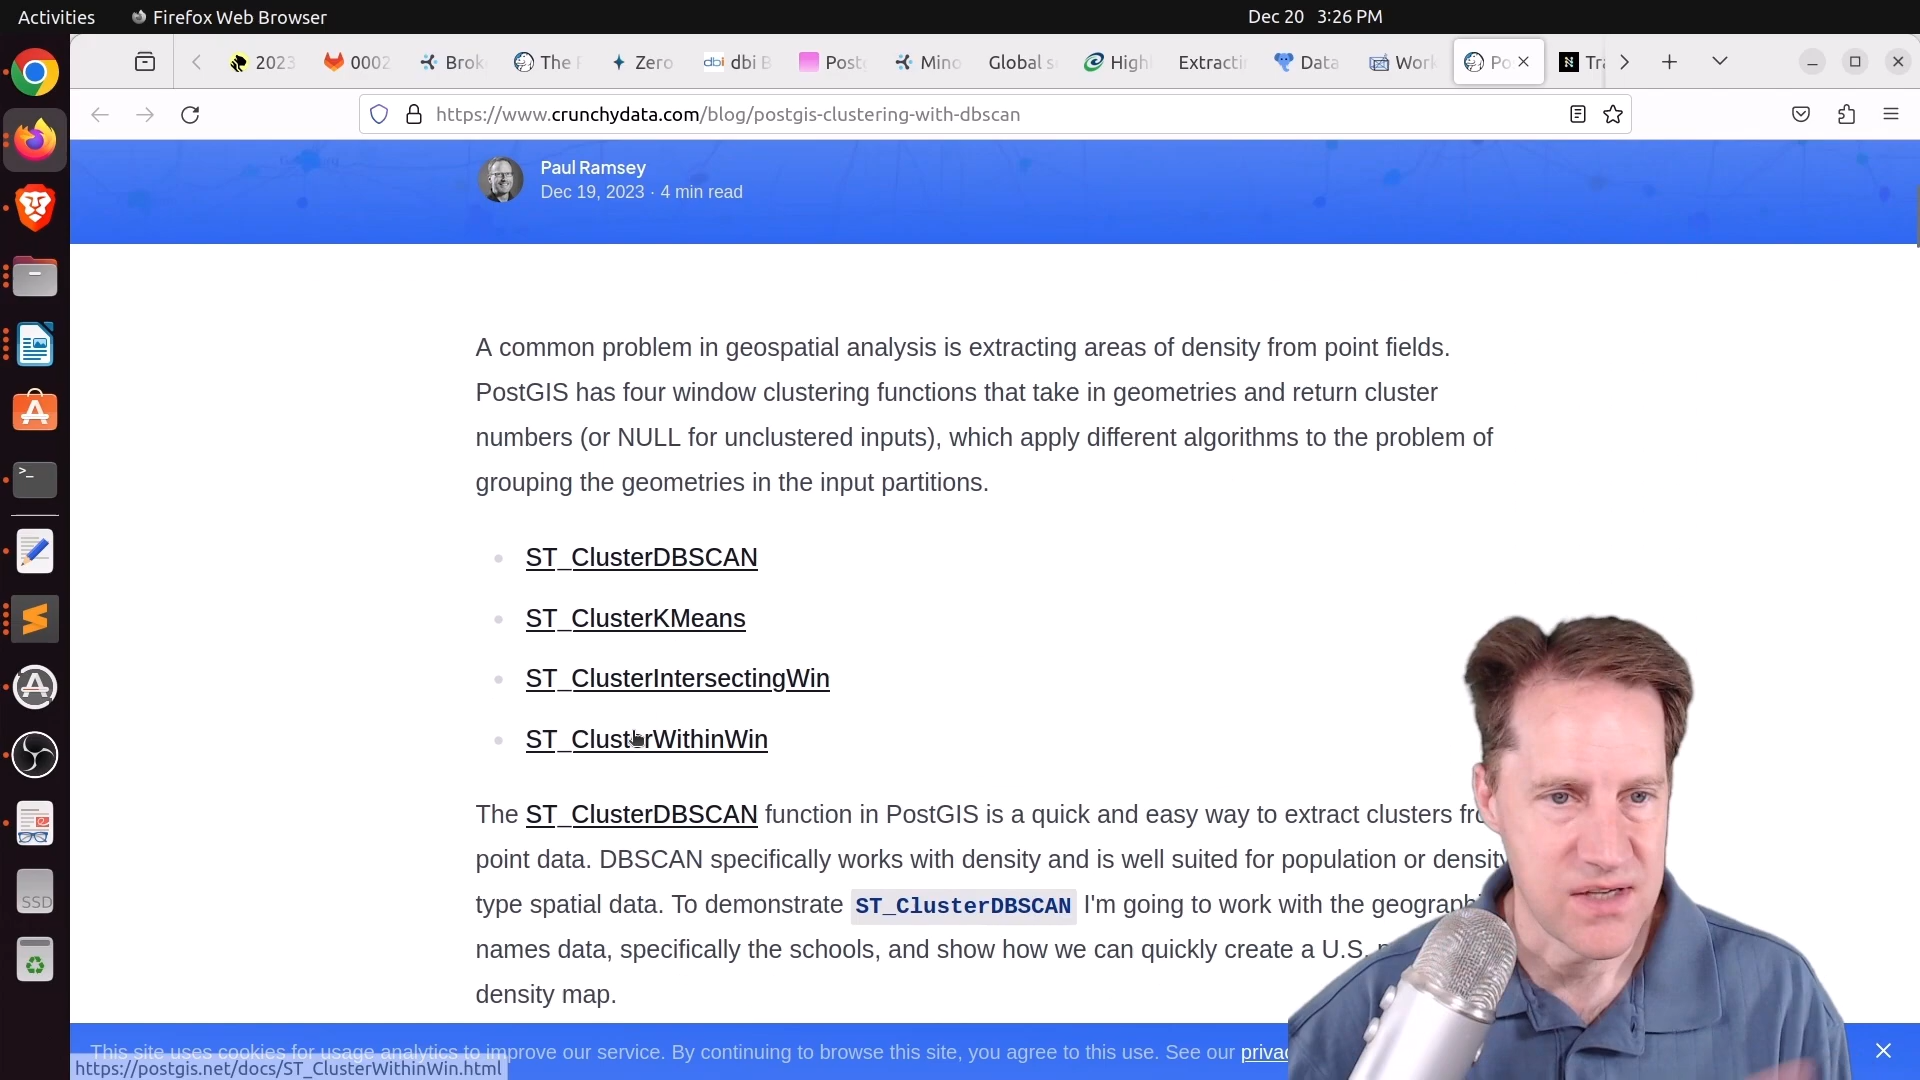 Activities
Firefox Web Browser
Dec 20 3:26 PM
2023
0002
Brok
The
Zero
dbi dbi B
Post
Mino
Global s
High
Extracti
Data
Work
Po
Tra
https://www.crunchydata.com/blog/postgis-clustering-with-dbscan
Paul Ramsey
Dec 19, 2023 · 4 min read
A common problem in geospatial analysis is extracting areas of density from point fields.
PostGIS has four window clustering functions that take in geometries and return cluster
numbers (or NULL for unclustered inputs), which apply different algorithms to the problem of
grouping the geometries in the input partitions.
ST_ClusterDBSCAN
ST_ClusterKMeans
ST_ClusterIntersectingWin
ST_ClusterWithinWin
The ST_ClusterDBSCAN function in PostGIS is a quick and easy way to extract clusters
point data. DBSCAN specifically works with density and is well suited for population or density
type spatial data. To demonstrate ST_ClusterDBSCAN I'm going to work with the
names data, specifically the schools, and show how we can quickly create a U.S.
density map.
SSD
This site uses cookies for usage analytics to improve our service. By continuing to browse this site, you agree to this use. See our
https://postgis.net/docs/ST_ClusterWithinWin.html